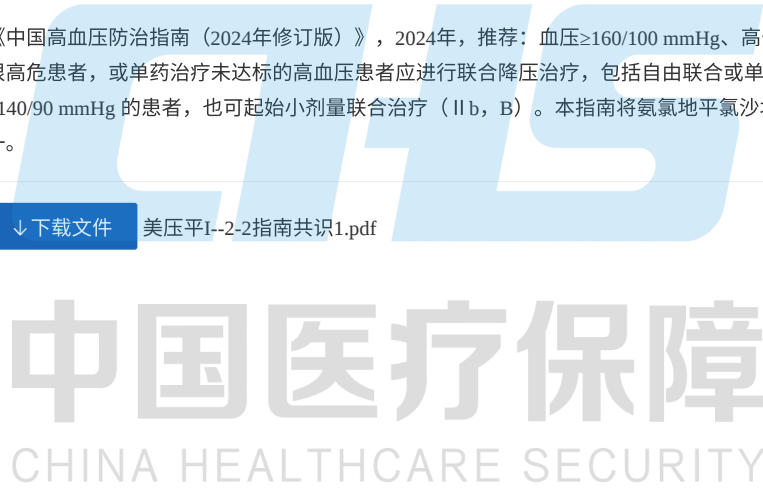 《中国高血压防治指南（2024年修订版）》，2024年，推荐：血压≥160/100 mmHg、高
很高危患者，或单药治疗未达标的高血压患者应进行联合降压治疗，包括自由联合或单
140/90 mmHg 的患者，也可起始小剂量联合治疗（Ⅱb，B）。本指南将氨氯地平氯沙
。
↓下载文件 美压平I--2-2指南共识1.pdf
CHS
中国医疗保障
CHINA HEALTHCARE SECURITY